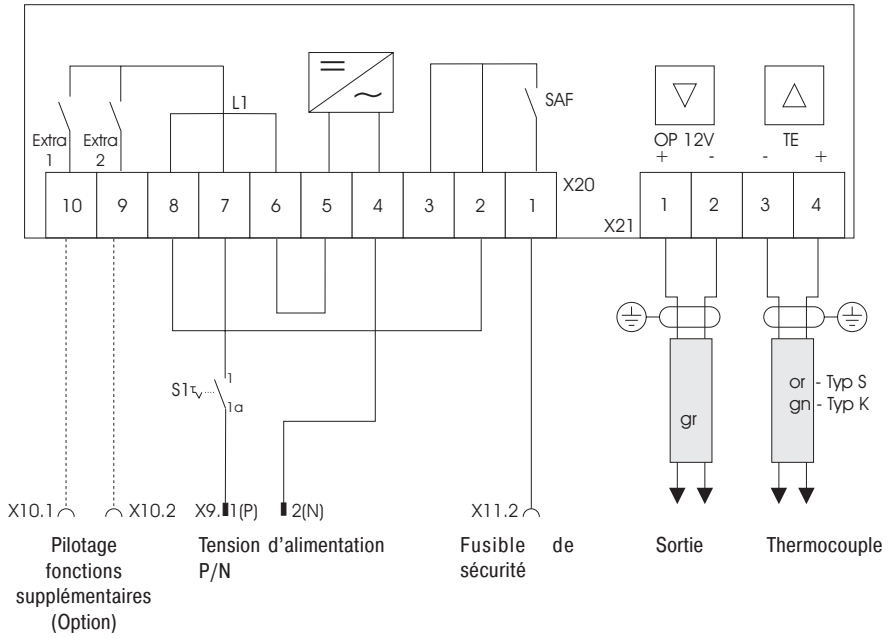 L1
SAF
Extra 1
Extra 2
OP 12V
+ -
TE
- +
10 9 8 7 6 5 4 3 2 1
X20
X21
1 2 3 4
S1
1
1a
gr
or - Typ S
gn - Typ K
X10.1
X10.2
X9.1(P)
2(N)
X11.2
Pilotage
fonctions
supplémentaires
(Option)
Tension d'alimentation
P/N
Fusible de
sécurité
Sortie
Thermocouple